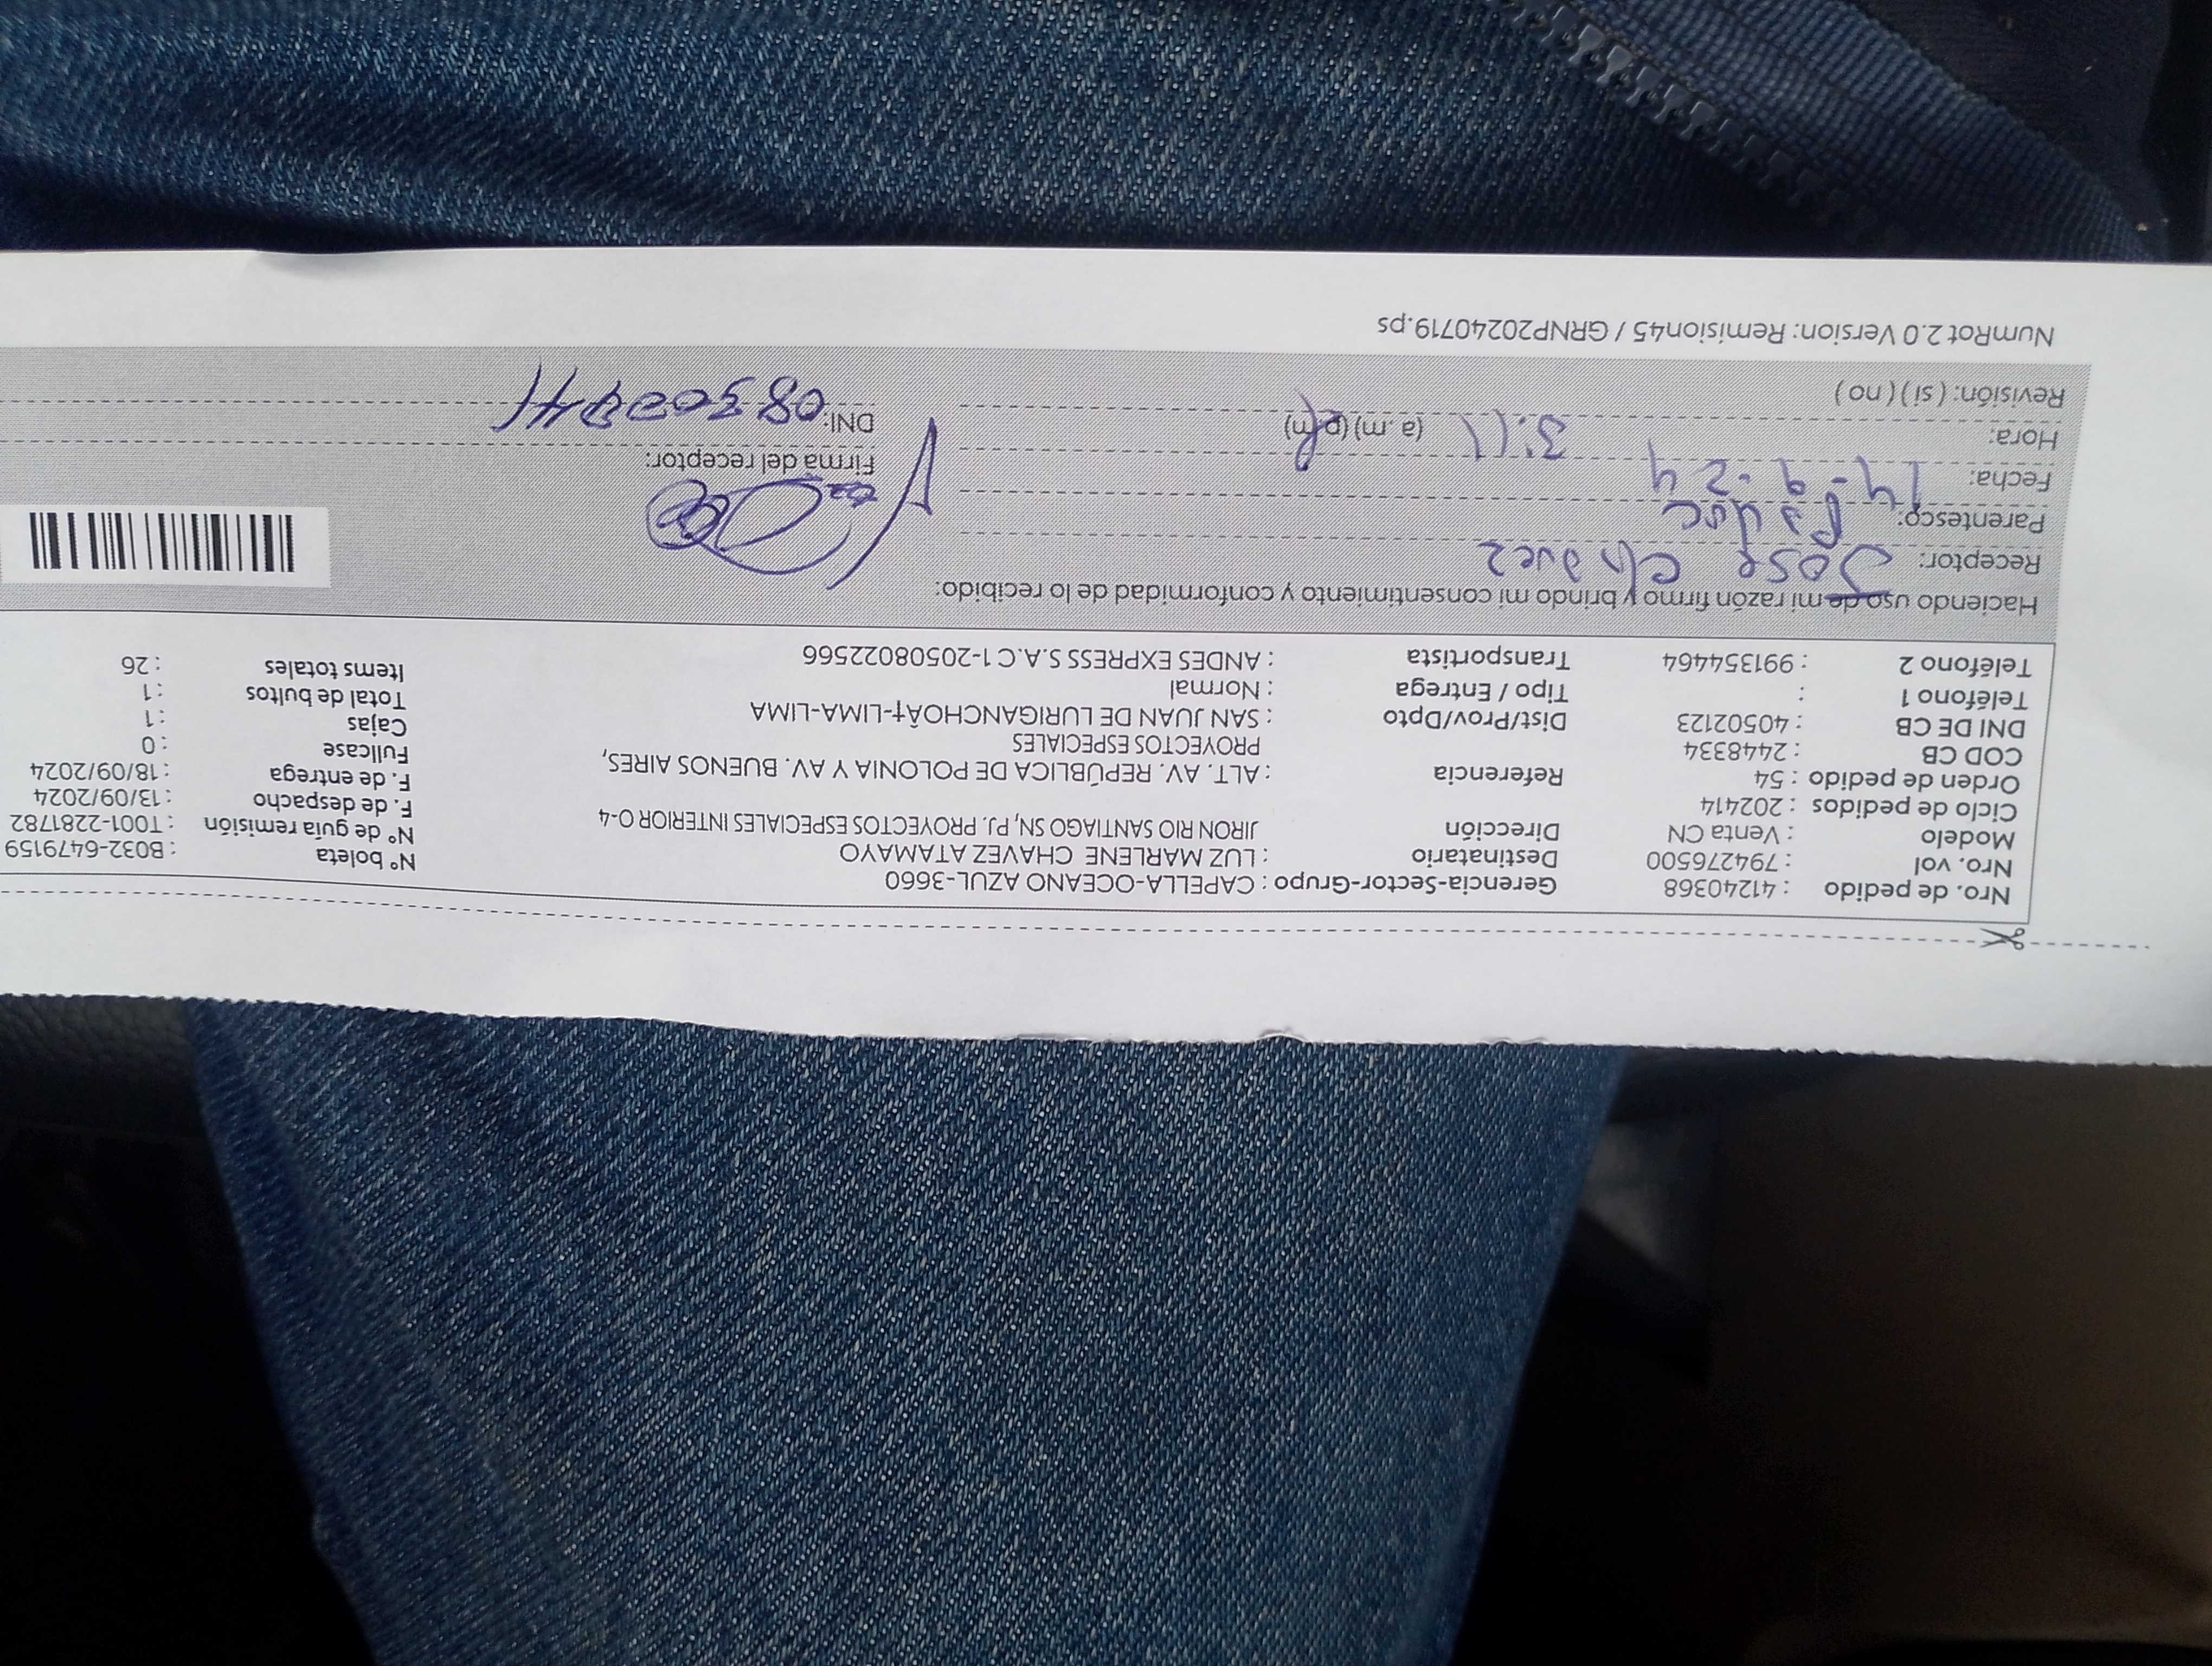 Nro. de pedido : 41240368 Gerencia-Sector-Grupo : CAPELLA-OCEANO AZUL-3660
Nro. vol : 794276500 Destinatario : LUZ MARLENE CHAVEZ ATAMAYO Nº boleta : B032-6479159
Modelo : Venta CN Dirección JIRON RIO SANTIAGO SN, PJ. PROYECTOS ESPECIALES INTERIOR O-4 Nº de guía remisión : T001-2281782
Ciclo de pedidos : 202414 F. de despacho : 13/09/2024
Orden de pedido : 54 Referencia : ALT. AV. REPÚBLICA DE POLONIA Y AV. BUENOS AIRES, F. de entrega : 18/09/2024
COD CB : 2448334 PROYECTOS ESPECIALES Fullcase : 0
DNI DE CB : 40502123 Dist/Prov/Dpto : SAN JUAN DE LURIGANCHOÂ†-LIMA-LIMA Cajas : 1
Teléfono 1 : Tipo / Entrega : Normal Total de bultos : 1
Teléfono 2 : 991354464 Transportista : ANDES EXPRESS S.A.C 1-20508022566 Items totales : 26
Haciendo uso de mi razón firmo y brindo mi consentimiento y conformidad de lo recibido:
Receptor: Jose Chavez
Parentesco: Padre
Fecha: 14-9-24 Firma del receptor:
Hora: 3:11 (a. m) (p. m) DNI:
Revisión: ( si ) ( no )
NumRot 2.0 Version: Remision45 / GRNP20240719.ps